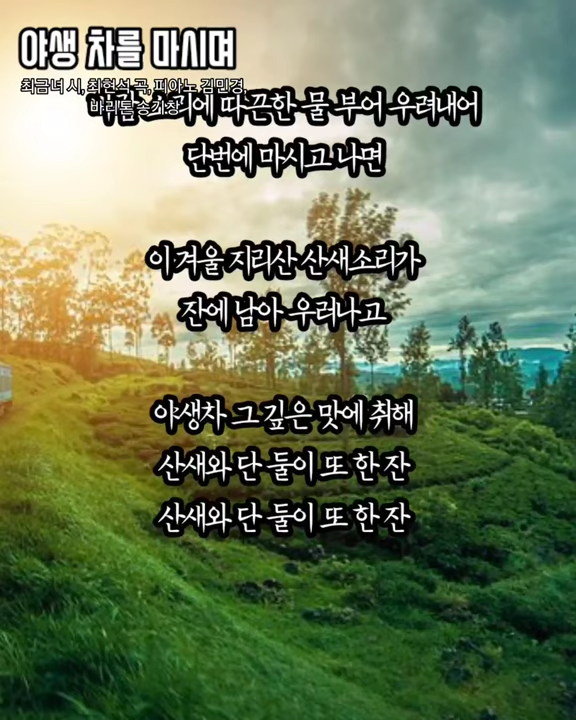 야생 차를 마시며
최금녀 시, 최현석 곡, 피아노 김민경,
바리톤 송기창
따끈한 물 부어 우려내어
단번에 마시고 나면
이 겨울 지리산 산새소리가
잔에 남아 우러나고
야생차 그 깊은 맛에 취해
산새와 단 둘이 또 한 잔
산새와 단 둘이 또 한 잔